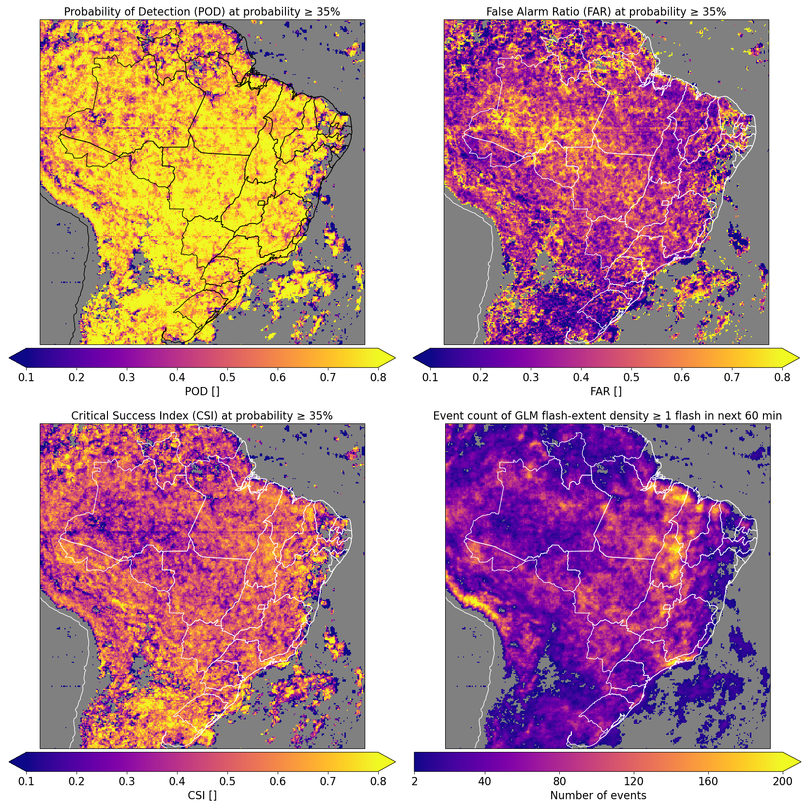 Probability of Detection (POD) at probability ≥ 35%
False Alarm Ratio (FAR) at probability ≥ 35%
0.1 0.2 0.3 0.4 0.5 0.6 0.7 0.8
POD []
0.1 0.2 0.3 0.4 0.5 0.6 0.7 0.8
FAR []
Critical Success Index (CSI) at probability ≥ 35%
Event count of GLM flash-extent density ≥ 1 flash in next 60 min
0.1 0.2 0.3 0.4 0.5 0.6 0.7 0.8
CSI []
2 40 80 120 160 200
Number of events